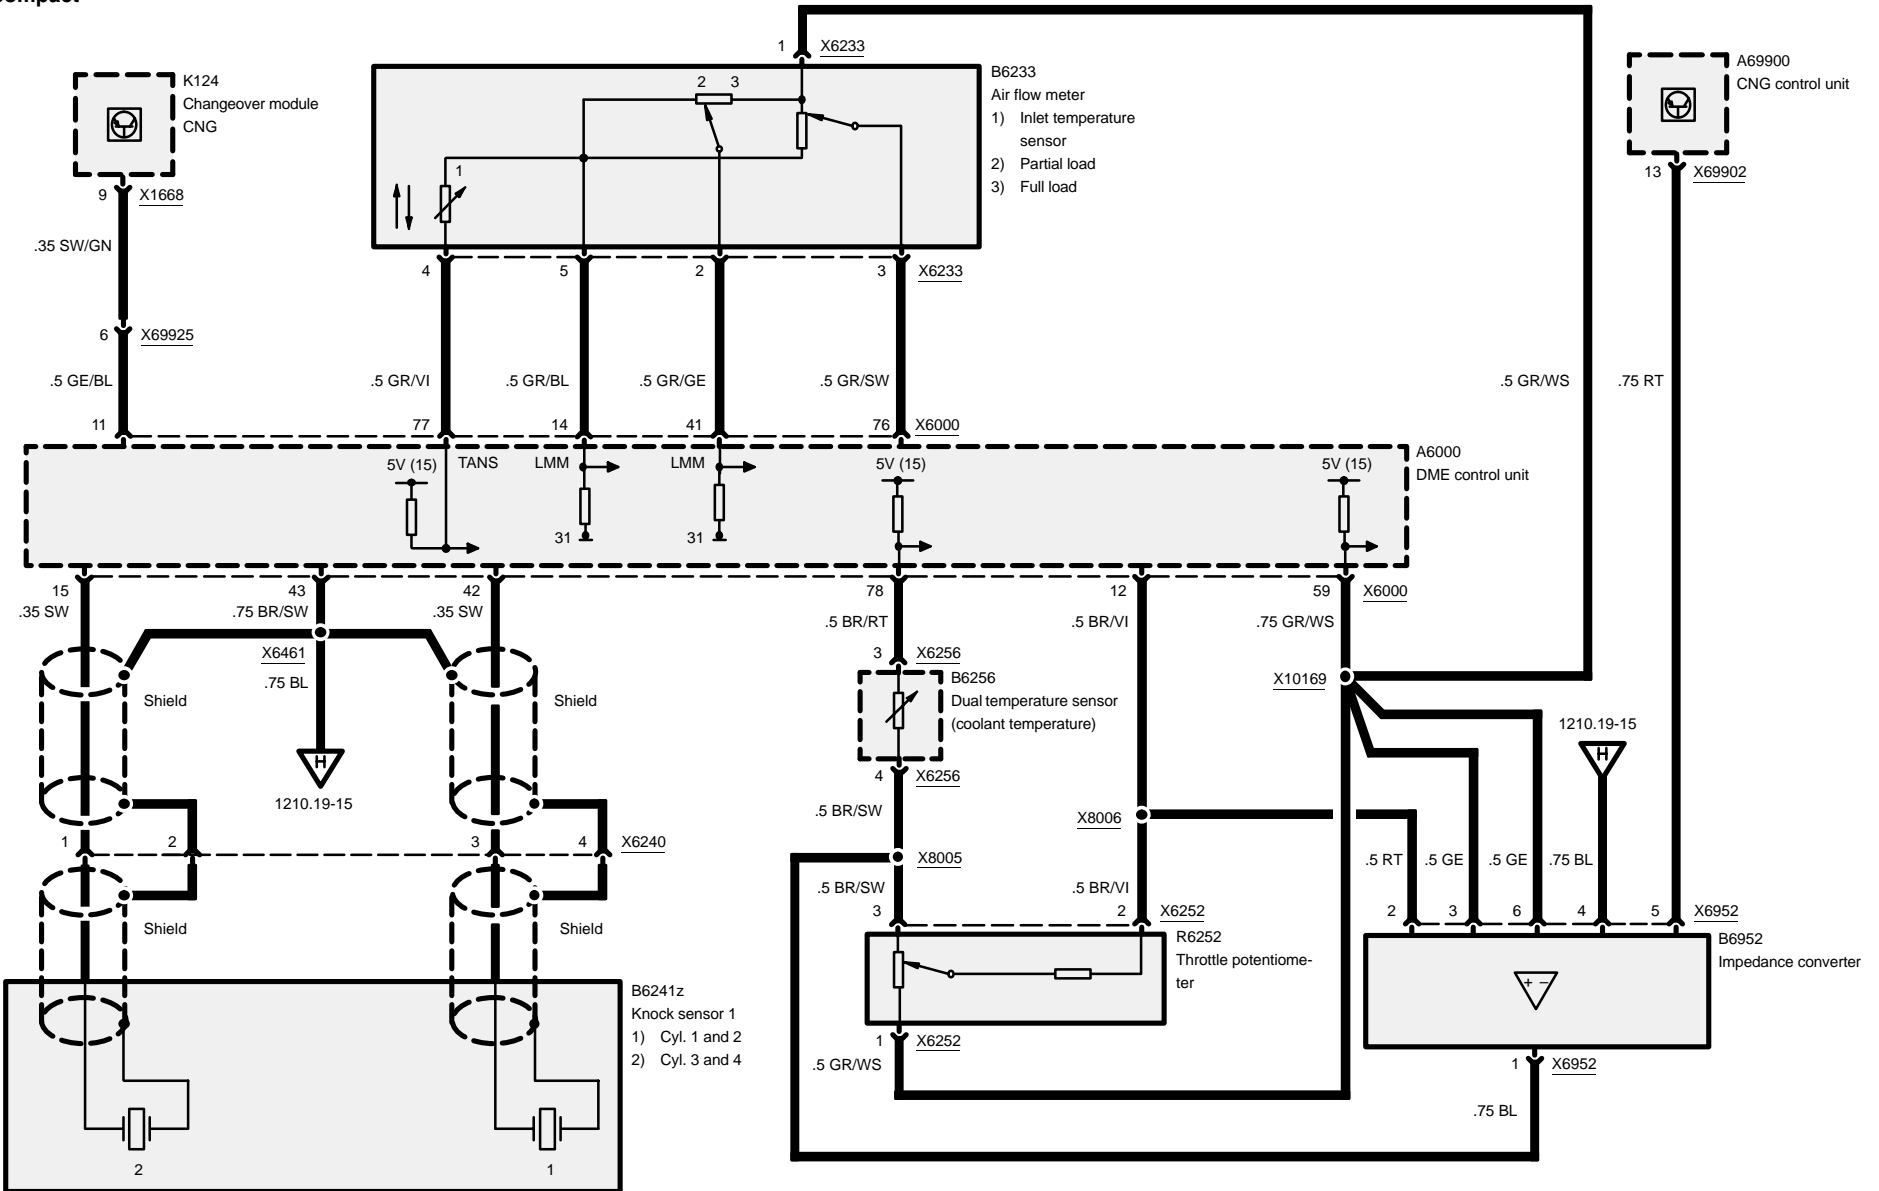 compact
1
X6233
K124
Changeover module
CNG
2
3
1
B6233
Air flow meter
1) Inlet temperature
sensor
2) Partial load
3) Full load
A69900
CNG control unit
9
X1668
13
X69902
.35 SW/GN
4
5
2
3
X6233
6
X69925
.5 GE/BL
.5 GR/VI
.5 GR/BL
.5 GR/GE
.5 GR/SW
.5 GR/WS
.75 RT
11
77
14
41
76
X6000
5V (15)
TANS
LMM
LMM
5V (15)
5V (15)
A6000
DME control unit
31
31
15
43
42
78
12
59
X6000
.35 SW
.75 BR/SW
.35 SW
.5 BR/RT
.5 BR/VI
.75 GR/WS
X6461
.75 BL
3
X6256
B6256
Dual temperature sensor
(coolant temperature)
X10169
Shield
Shield
1210.19-15
H
H
1210.19-15
4
X6256
.5 BR/SW
X8006
1
2
3
4
X6240
X8005
.5 RT
.5 GE
.5 GE
.75 BL
.5 BR/SW
.5 BR/VI
3
2
X6252
2
3
6
4
5
X6952
Shield
Shield
R6252
Throttle potentiome-
ter
B6952
Impedance converter
+ −
B6241z
Knock sensor 1
1) Cyl. 1 and 2
2) Cyl. 3 and 4
1
X6252
.5 GR/WS
1
X6952
.75 BL
2
1